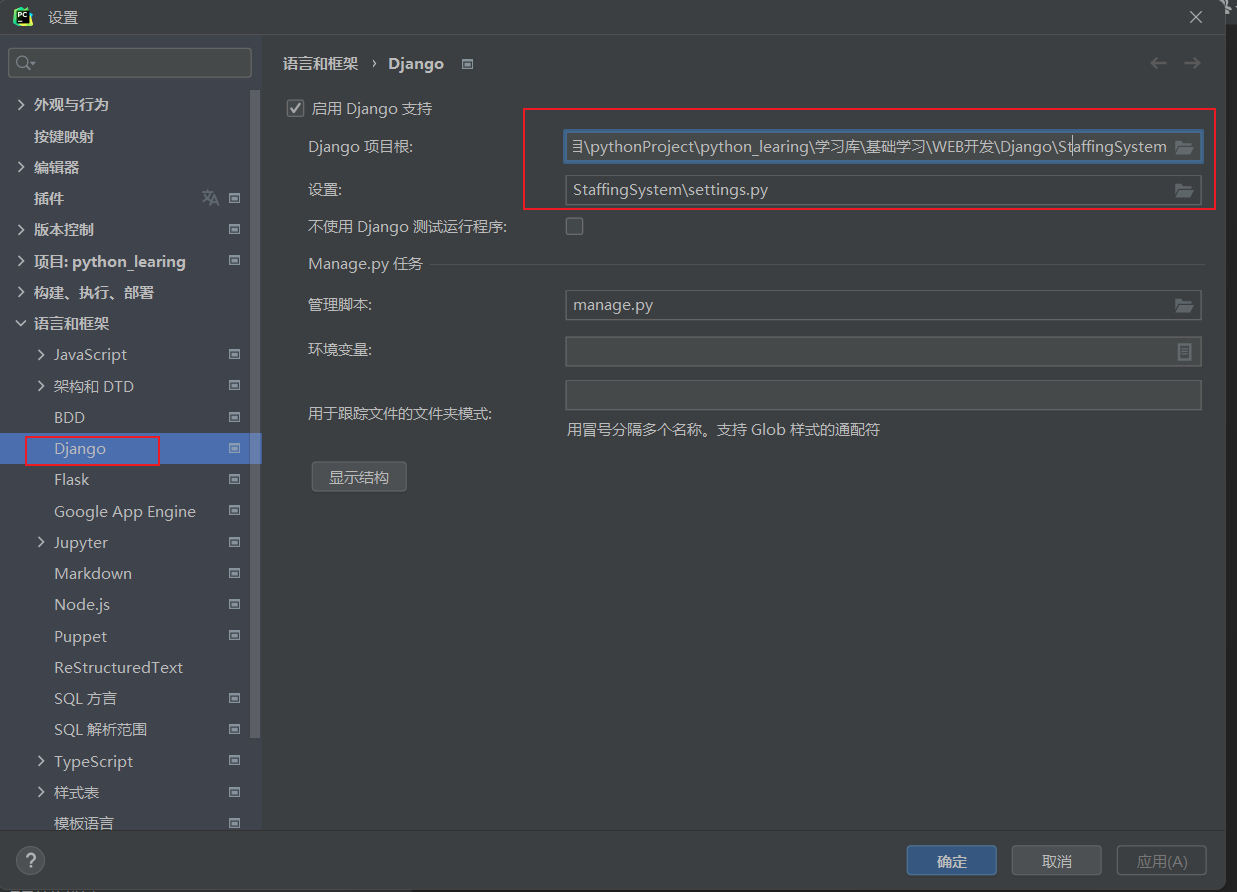 PC
设置
语言和框架 › Django
外观与行为
按键映射
编辑器
插件
版本控制
项目: python_learing
构建、执行、部署
语言和框架
JavaScript
架构和 DTD
BDD
Django
Flask
Google App Engine
Jupyter
Markdown
Node.js
Puppet
ReStructuredText
SQL 方言
SQL 解析范围
TypeScript
样式表
模板语言
启用 Django 支持
Django 项目根:
\pythonProject\python_learing\学习库\基础学习\WEB开发\Django\StaffingSystem
设置:
StaffingSystem\settings.py
不使用 Django 测试运行程序:
Manage.py 任务
管理脚本:
manage.py
环境变量:
用于跟踪文件的文件夹模式:
用冒号分隔多个名称。支持 Glob 样式的通配符
显示结构
?
确定
取消
应用(A)